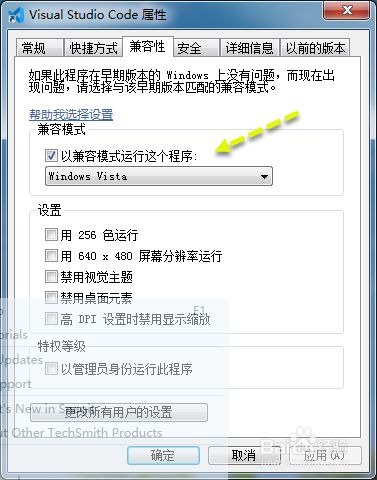 Visual Studio Code 属性
常规 快捷方式 兼容性 安全 详细信息 以前的版本
如果此程序在早期版本的 Windows 上没有问题，而现在出
现问题，请选择与该早期版本匹配的兼容模式。
帮助我选择设置
兼容模式
以兼容模式运行这个程序：
Windows Vista
设置
用 256 色运行
用 640 x 480 屏幕分辨率运行
禁用视觉主题
禁用桌面元素
F1
高 DPI 设置时禁用显示缩放
torials
Updates
特权等级
以管理员身份运行此程序
pport
t's New in
更改所有用户的设置
ut Other TechSmith Products
确定 取消 应用(A)
Baidu 经验